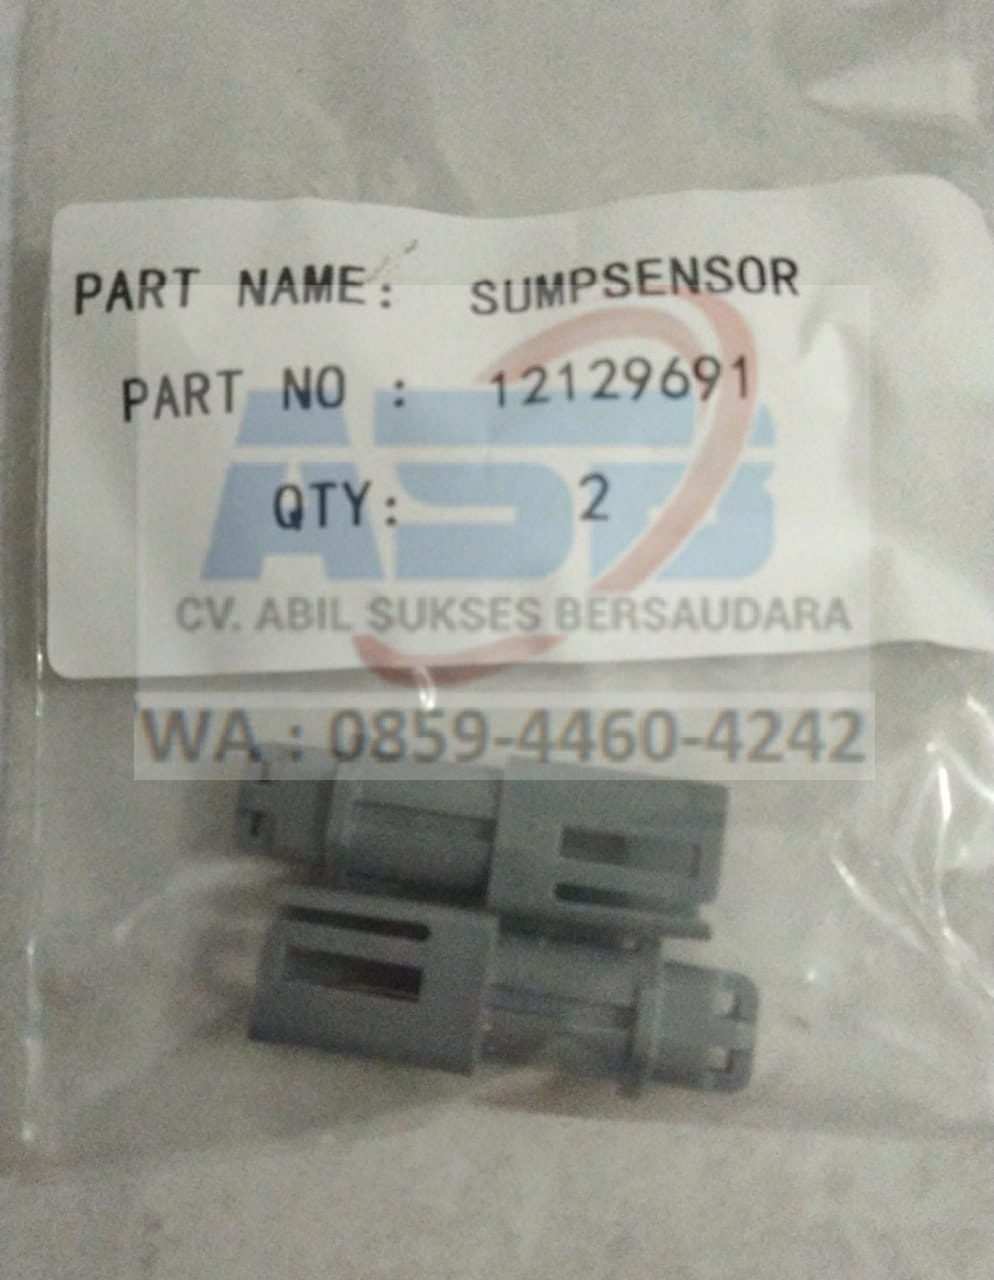 PART NAME: SUMPSENSOR
PART NO : 12129691
QTY: 2
ASB
CV. ABIL SUKSES BERSAUDARA
WA : 0859-4460-4242